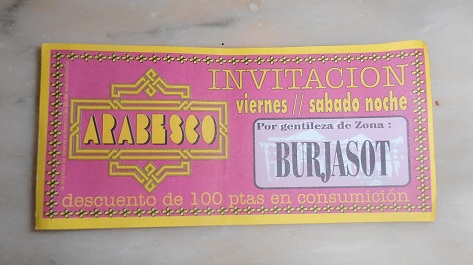 INVITACION
viernes // sabado noche
ARABESCO
Por gentileza de Zona :
BURJASOT
descuento de 100 ptas en consumición